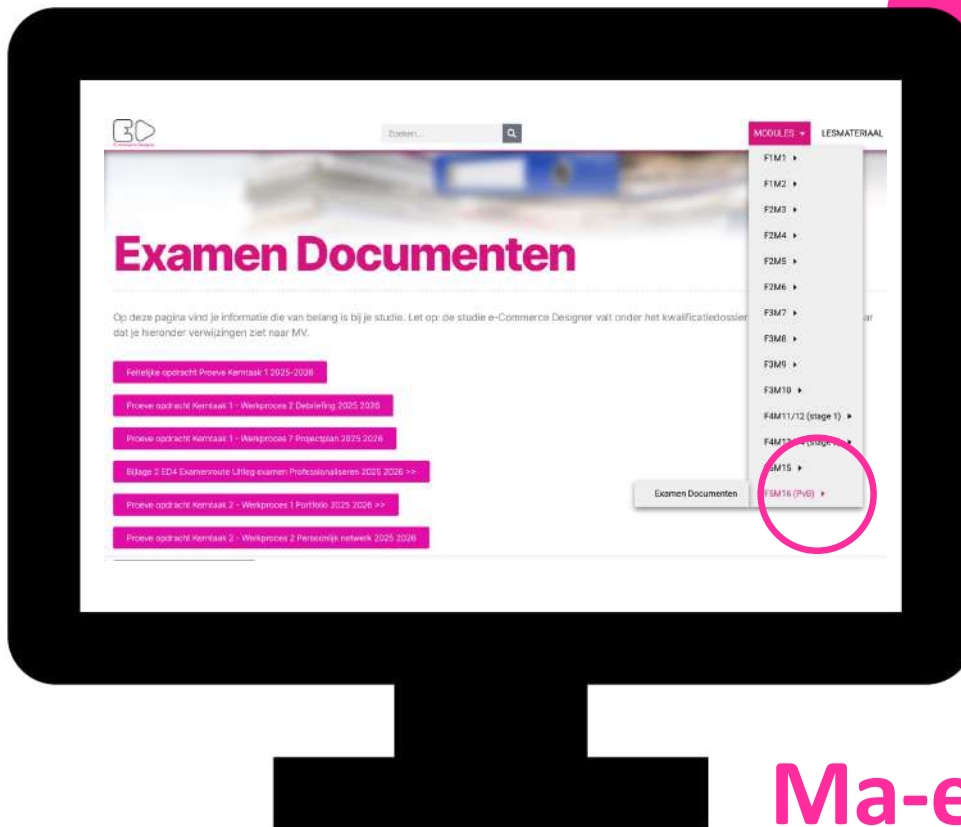 Zoeken...
MODULES
LESMATERIAAL
F1M1
F1M2
F2M3
F2M4
F2M5
F2M6
F3M7
F3M8
F3M9
F3M10
F4M11/12 (stage 1)
F5M15
F5M16 (PvB)
Examen Documenten
Examen Documenten
Op deze pagina vind je informatie die van belang is bij je studie. Let op: de studie e-Commerce Designer valt onder het kwalificatiedossier
dat je hieronder verwijzingen ziet naar MV.
Feitelijke opdracht Proeve Kerntaak 1 2025-2026
Proeve opdracht Kerntaak 1 - Werkproces 2 Debriefing 2025 2026
Proeve opdracht Kerntaak 1 - Werkproces 7 Projectplan 2025 2026
Bijlage 2 ED4 Examenroute Uitleg examen Professionaliseren 2025 2026 >>
Proeve opdracht Kerntaak 2 - Werkproces 1 Portfolio 2025 2026 >>
Proeve opdracht Kerntaak 2 - Werkproces 2 Persoonlijk netwerk 2025 2026
Ma-e